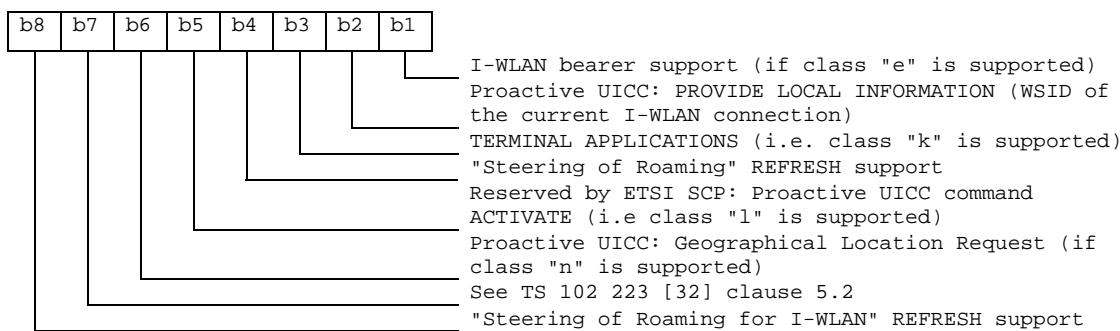 b8 b7 b6 b5 b4 b3 b2 b1
I-WLAN bearer support (if class "e" is supported)
Proactive UICC: PROVIDE LOCAL INFORMATION (WSID of
the current I-WLAN connection)
TERMINAL APPLICATIONS (i.e. class "k" is supported)
"Steering of Roaming" REFRESH support
Reserved by ETSI SCP: Proactive UICC command
ACTIVATE (i.e class "l" is supported)
Proactive UICC: Geographical Location Request (if
class "n" is supported)
See TS 102 223 [32] clause 5.2
"Steering of Roaming for I-WLAN" REFRESH support